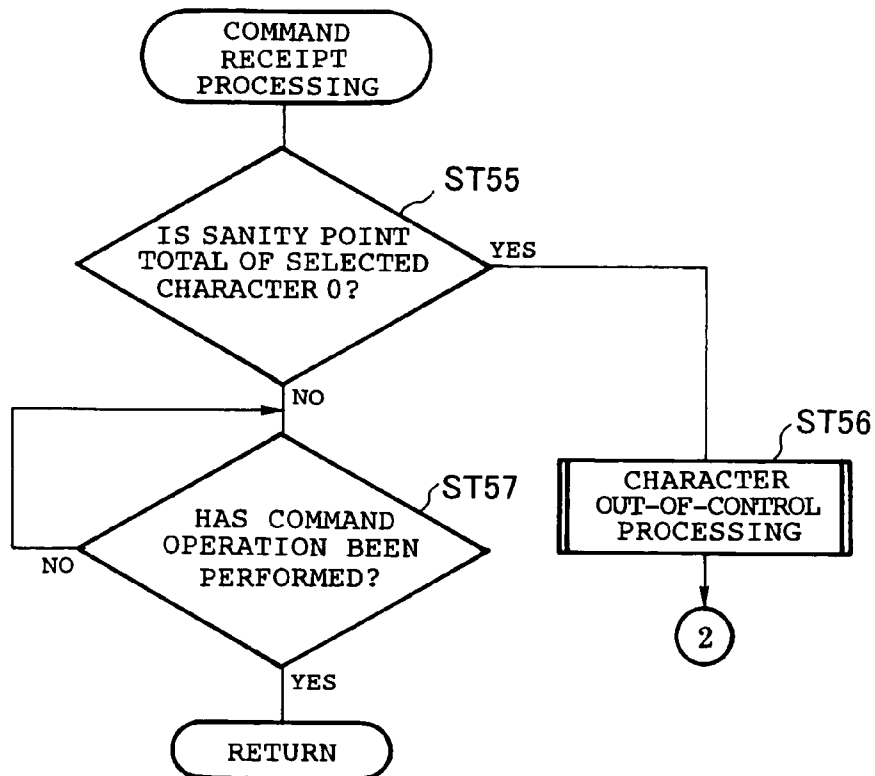 COMMAND
RECEIPT
PROCESSING
ST55
IS SANITY POINT
TOTAL OF SELECTED
CHARACTER 0?
YES
NO
ST56
CHARACTER
OUT-OF-CONTROL
PROCESSING
2
ST57
HAS COMMAND
OPERATION BEEN
PERFORMED?
NO
YES
RETURN